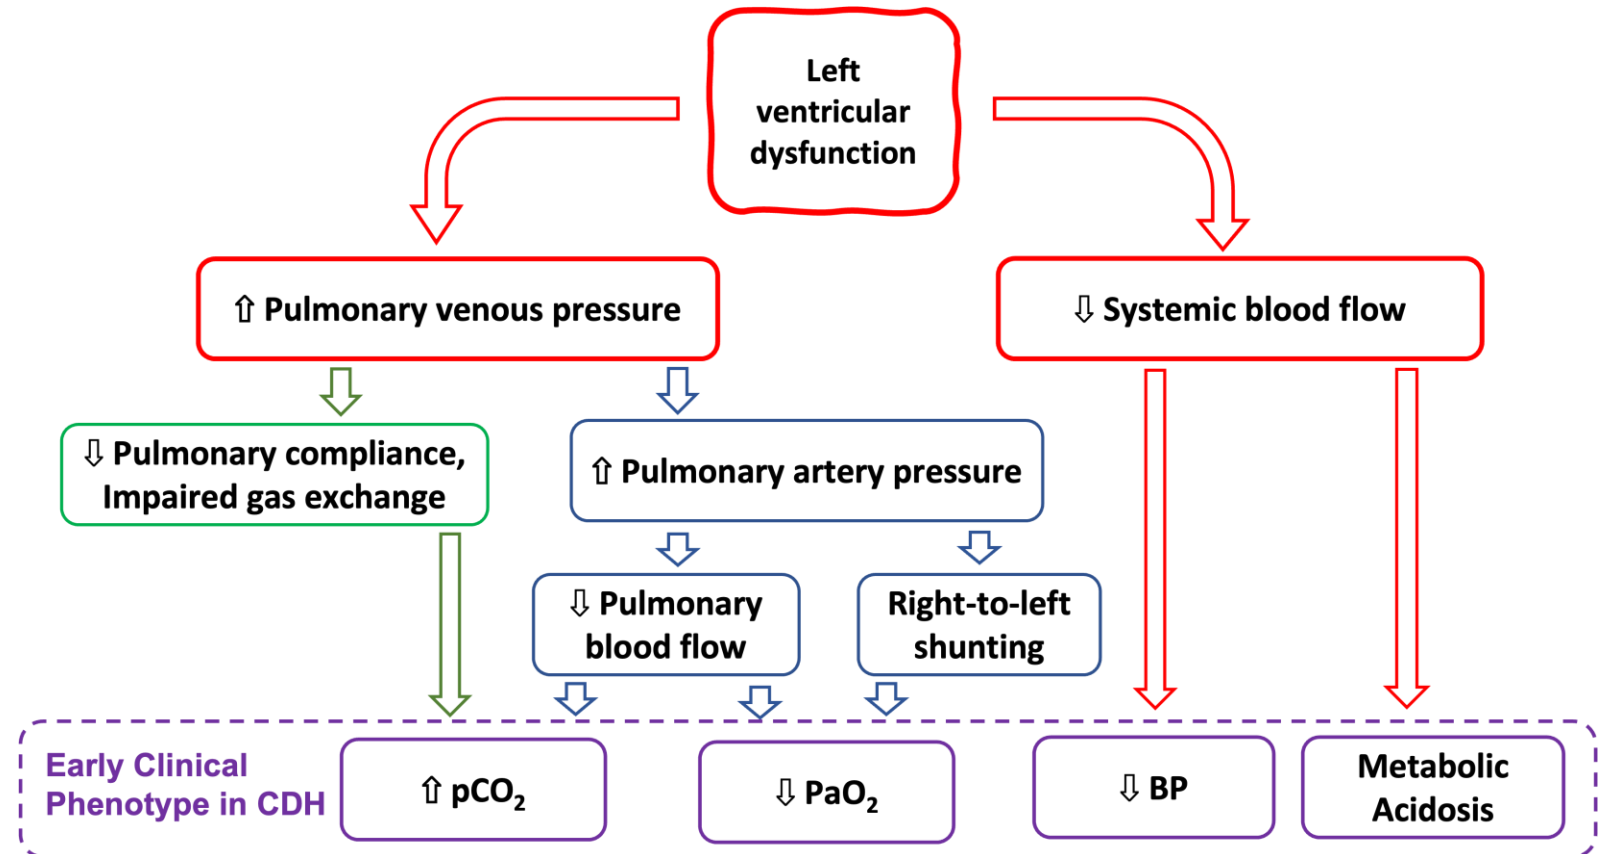 Left
ventricular
dysfunction
⇧ Pulmonary venous pressure
⇩ Systemic blood flow
⇩ Pulmonary compliance,
Impaired gas exchange
⇧ Pulmonary artery pressure
⇩ Pulmonary
blood flow
Right-to-left
shunting
Early Clinical
Phenotype in CDH
⇧ pCO₂
⇩ PaO₂
⇩ BP
Metabolic
Acidosis